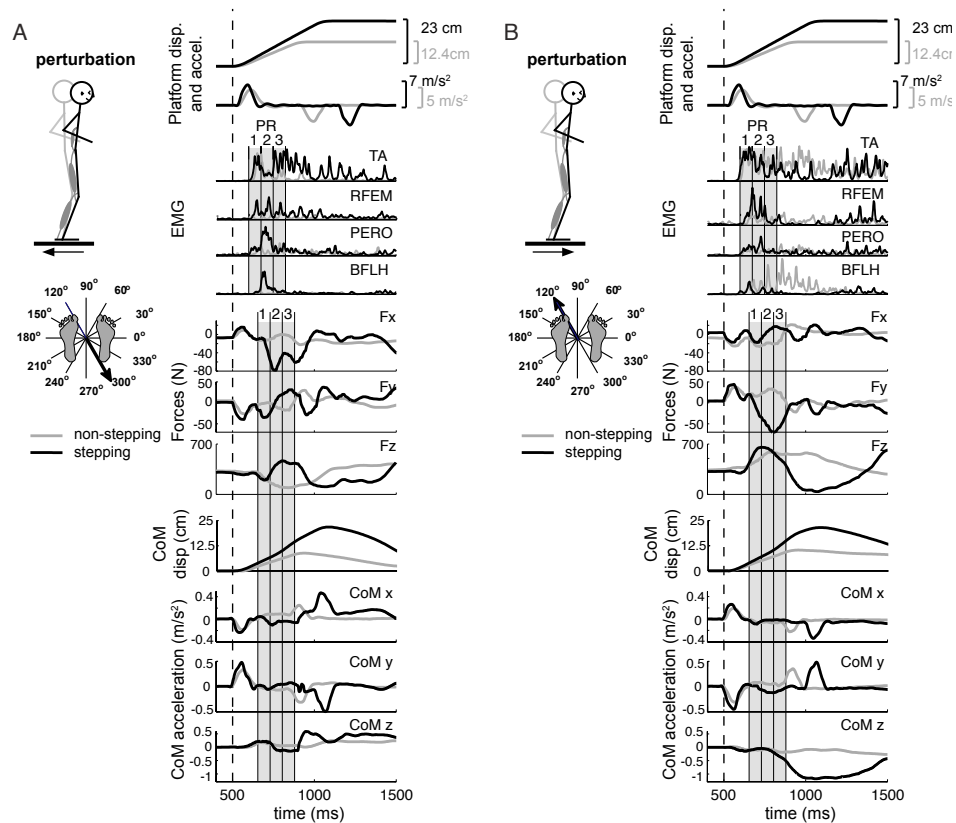 A
perturbation
120°
90°
60°
150°
30°
180°
0°
210°
330°
240°
270°
300°
non-stepping
stepping
Platform disp.
and accel.
23 cm
12.4cm
7 m/s²
5 m/s²
PR
1 2 3
TA
RFEM
PERO
BFLH
EMG
1 2 3
Fx
0
-40
-80
Fy
50
0
-50
Fz
700
0
Forces (N)
CoM
disp (cm)
25
12.5
0
CoM x
0.4
0
-0.4
CoM y
0.5
0
-0.5
CoM z
0.5
0
-0.5
-1
CoM acceleration (m/s²)
500 1000 1500
time (ms)
B
perturbation
120°
90°
60°
150°
30°
180°
0°
210°
330°
240°
270°
300°
non-stepping
stepping
Platform disp.
and accel.
23 cm
12.4c
7 m/s²
5 m/s
PR
1 2 3
TA
RFEM
PERO
BFLH
EMG
1 2 3
Fx
0
-40
-80
Fy
50
0
-50
Fz
700
0
Forces (N)
CoM
disp (cm)
25
12.5
0
CoM x
0.4
0
-0.4
CoM y
0.5
0
-0.5
CoM z
0.5
0
-0.5
-1
CoM acceleration (m/s²)
500 1000 1500
time (ms)